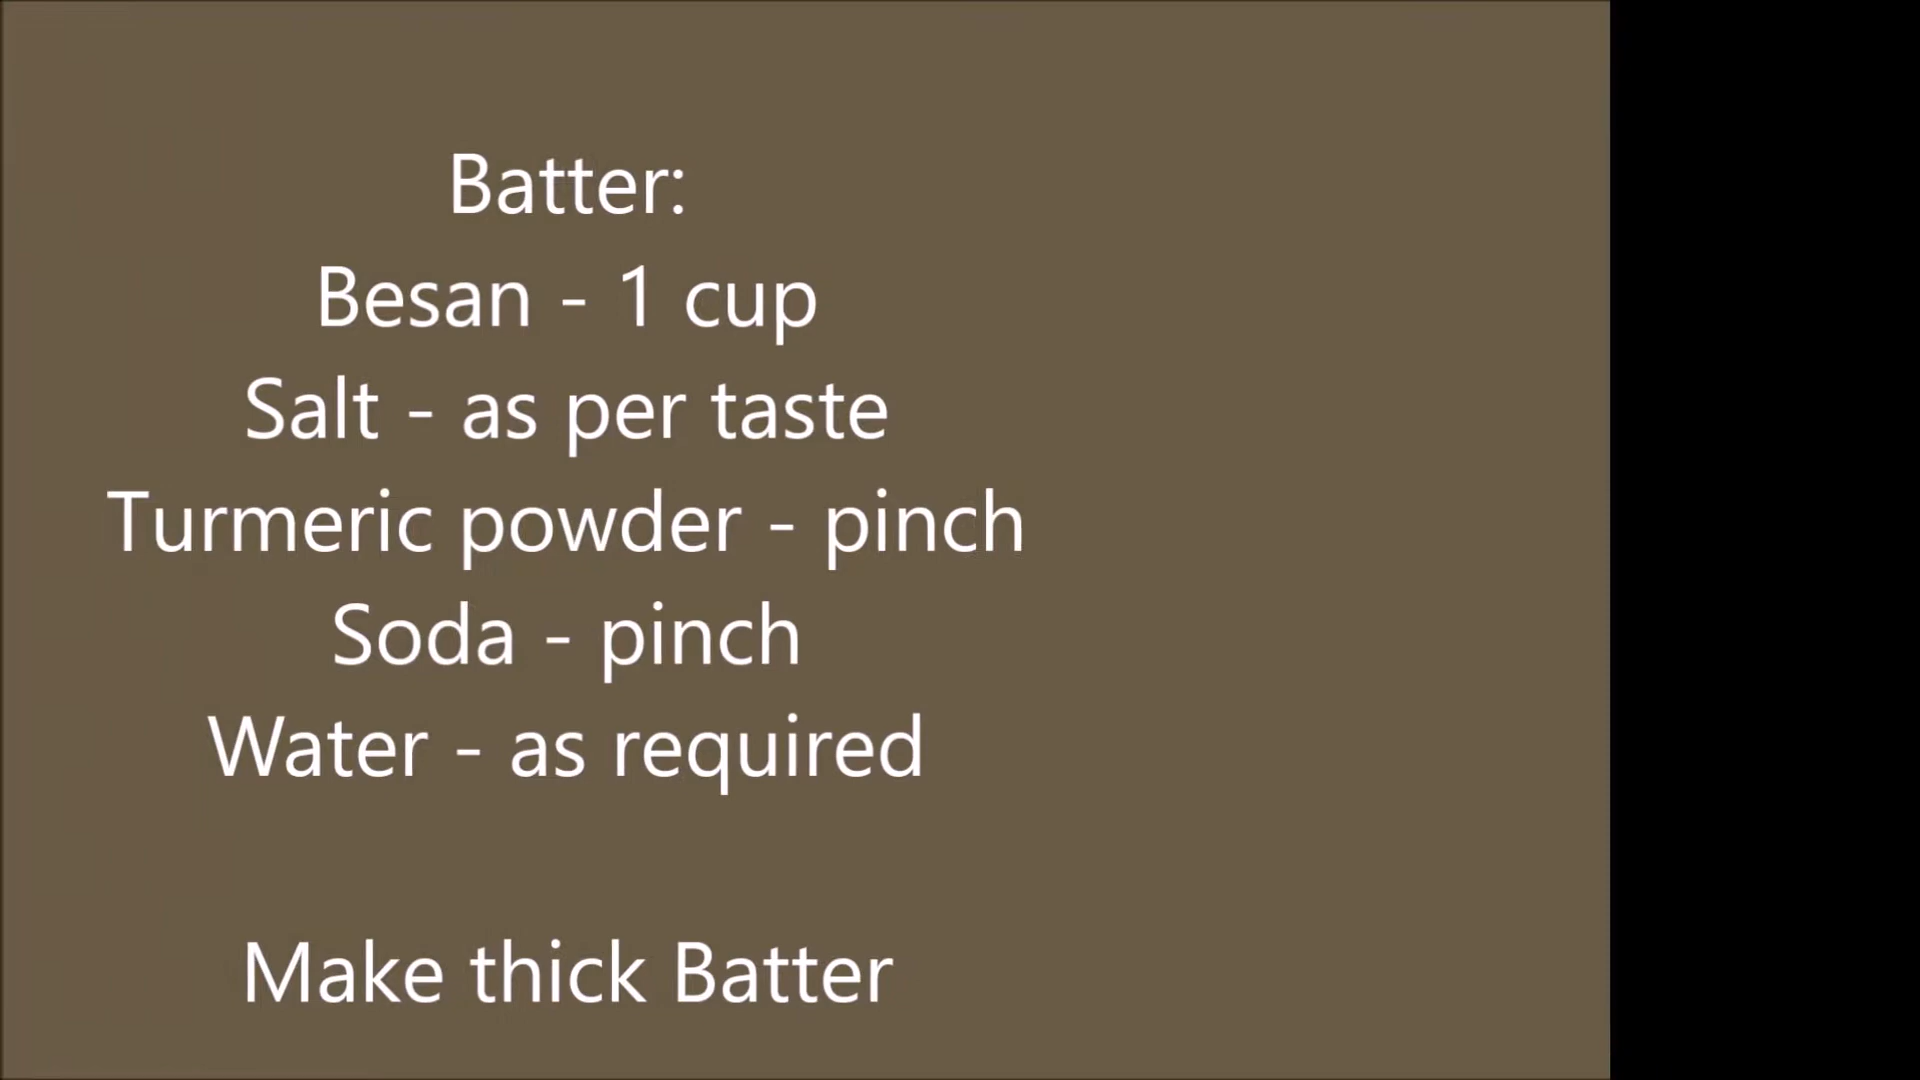 Batter:
Besan - 1 cup
Salt - as per taste
Turmeric powder - pinch
Soda - pinch
Water - as required
Make thick Batter